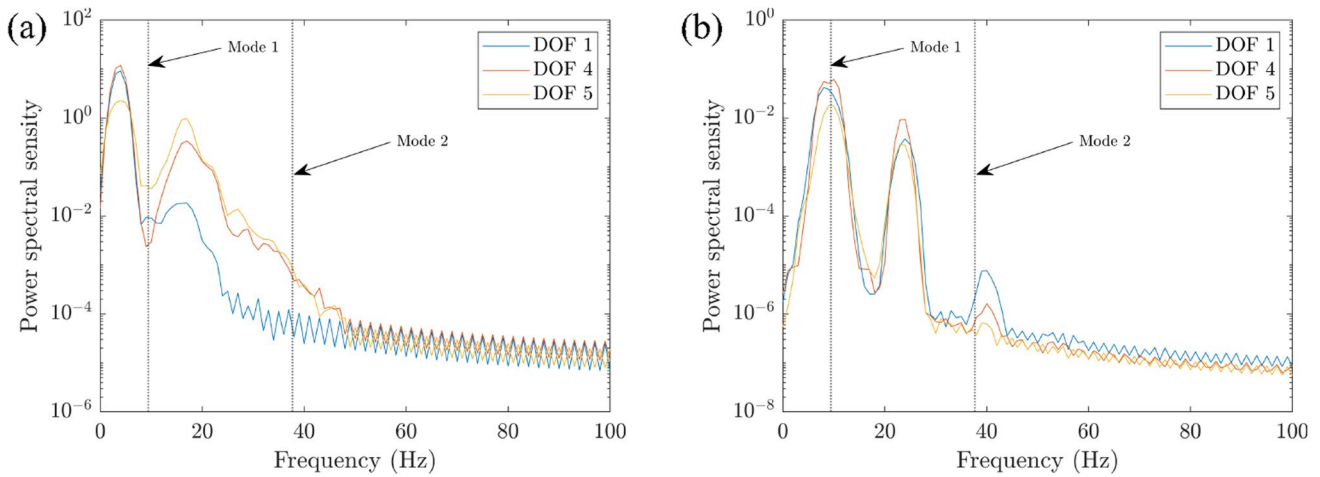 (a)
Power spectral sensity
10^2
10^0
10^-2
10^-4
10^-6
0
20
40
60
80
100
Frequency (Hz)
Mode 1
Mode 2
DOF 1
DOF 4
DOF 5
(b)
Power spectral sensity
10^0
10^-2
10^-4
10^-6
10^-8
0
20
40
60
80
100
Frequency (Hz)
Mode 1
Mode 2
DOF 1
DOF 4
DOF 5